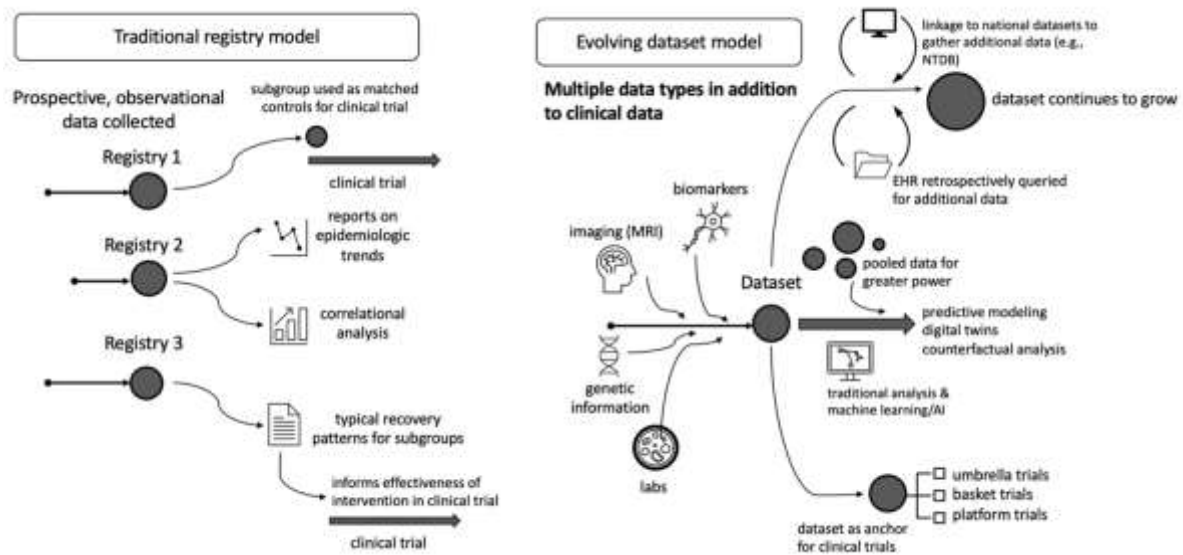 Traditional registry model
Prospective, observational
data collected
subgroup used as matched
controls for clinical trial
Registry 1
clinical trial
Registry 2
reports on
epidemiologic
trends
correlational
analysis
Registry 3
typical recovery
patterns for subgroups
informs effectiveness of
intervention in clinical trial
clinical trial
Evolving dataset model
Multiple data types in addition
to clinical data
linkage to national datasets to
gather additional data (e.g.,
NTDB)
dataset continues to grow
EHR retrospectively queried
for additional data
biomarkers
imaging (MRI)
genetic
information
labs
Dataset
pooled data for
greater power
predictive modeling
digital twins
counterfactual analysis
traditional analysis &
machine learning/AI
dataset as anchor
for clinical trials
umbrella trials
basket trials
platform trials